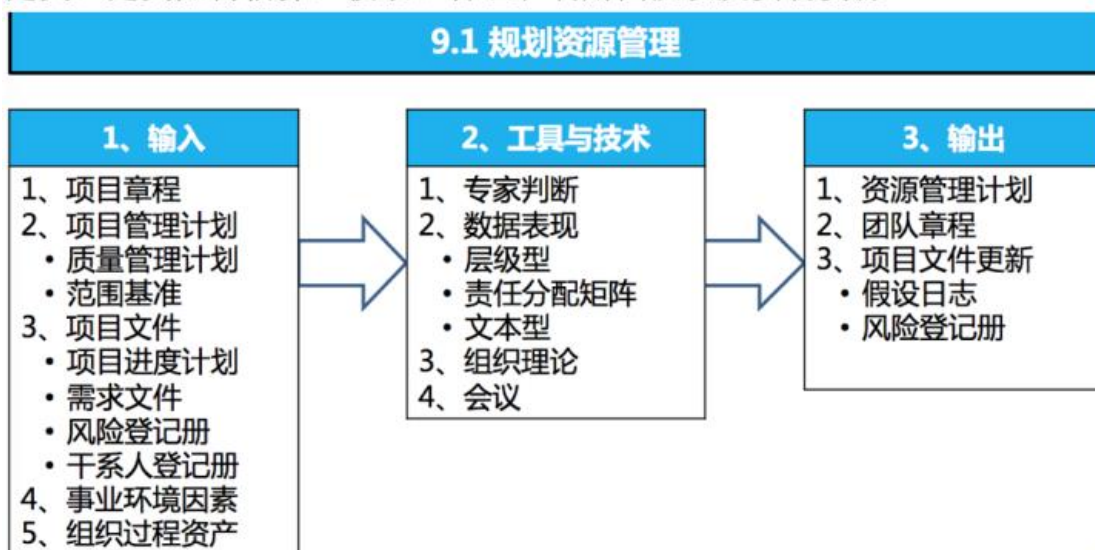 9.1 规划资源管理
1、输入
1、项目章程
2、项目管理计划
• 质量管理计划
• 范围基准
3、项目文件
• 项目进度计划
• 需求文件
• 风险登记册
• 干系人登记册
4、事业环境因素
5、组织过程资产
2、工具与技术
1、专家判断
2、数据表现
• 层级型
• 责任分配矩阵
• 文本型
3、组织理论
4、会议
3、输出
1、资源管理计划
2、团队章程
3、项目文件更新
• 假设日志
• 风险登记册